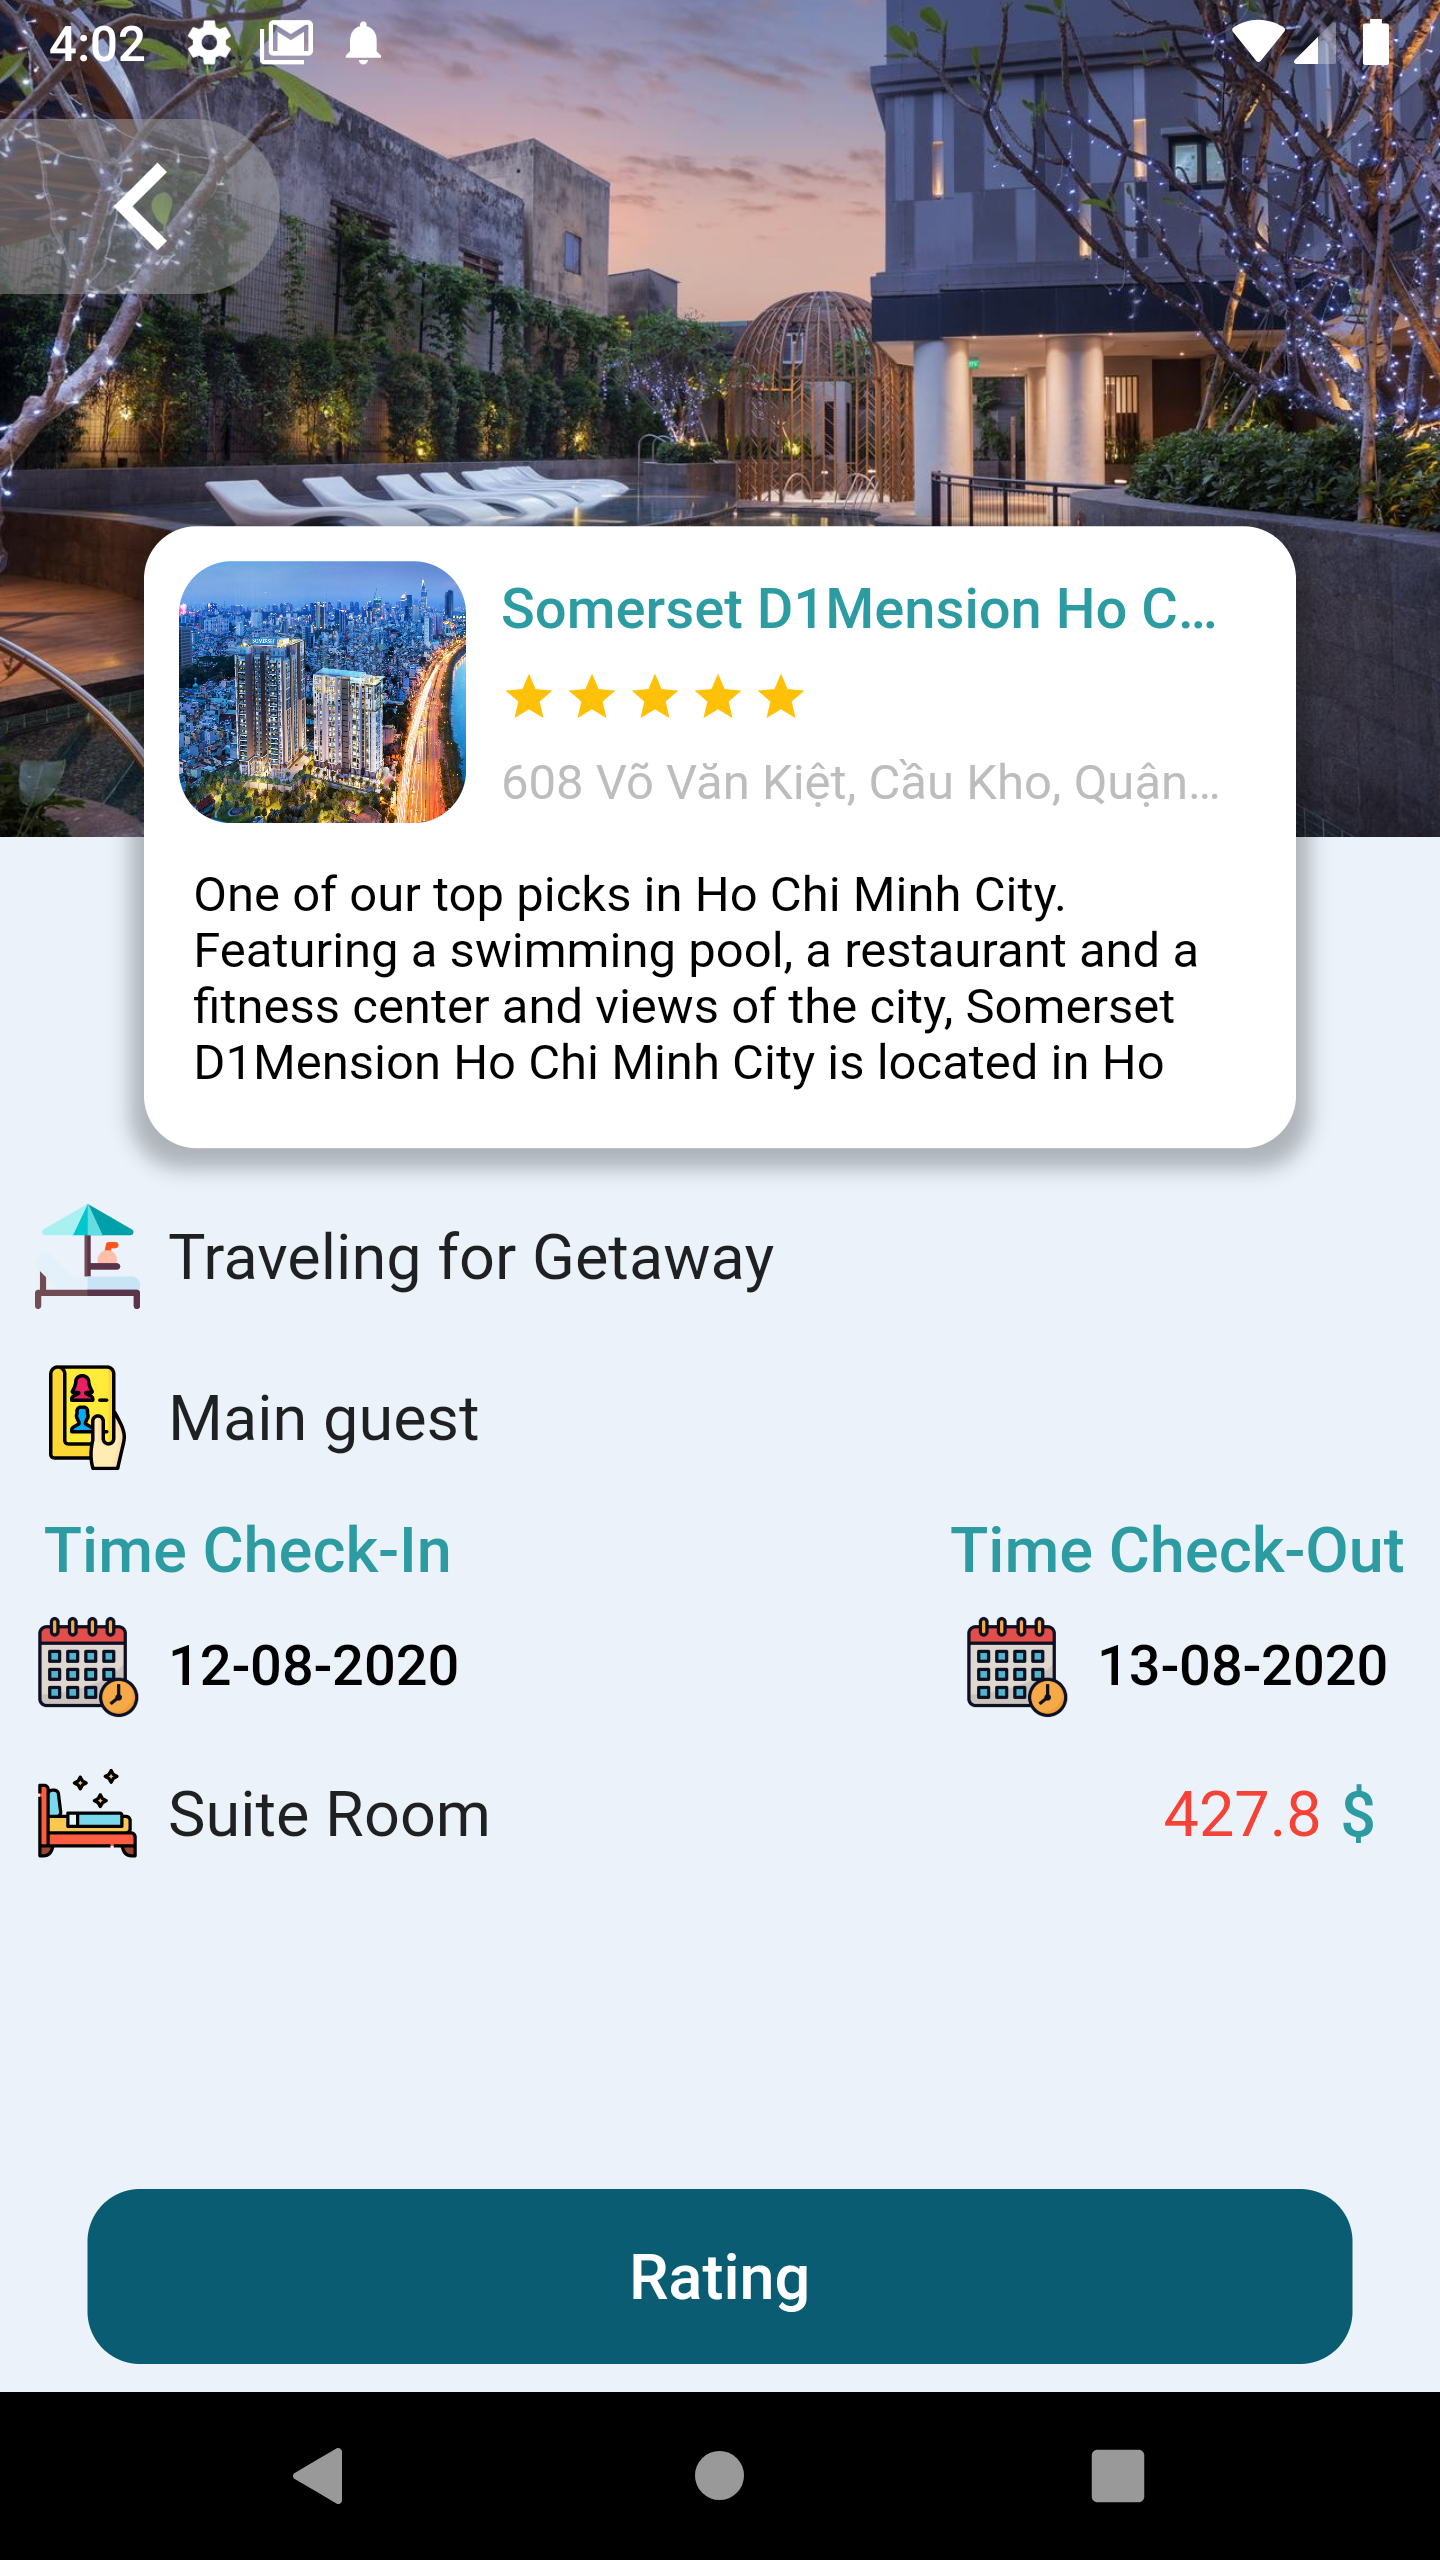 4:02
Somerset D1Mension Ho C...
608 Võ Văn Kiệt, Cầu Kho, Quận...
One of our top picks in Ho Chi Minh City.
Featuring a swimming pool, a restaurant and a
fitness center and views of the city, Somerset
D1Mension Ho Chi Minh City is located in Ho
Traveling for Getaway
Main guest
Time Check-In Time Check-Out
12-08-2020 13-08-2020
Suite Room 427.8 $
Rating